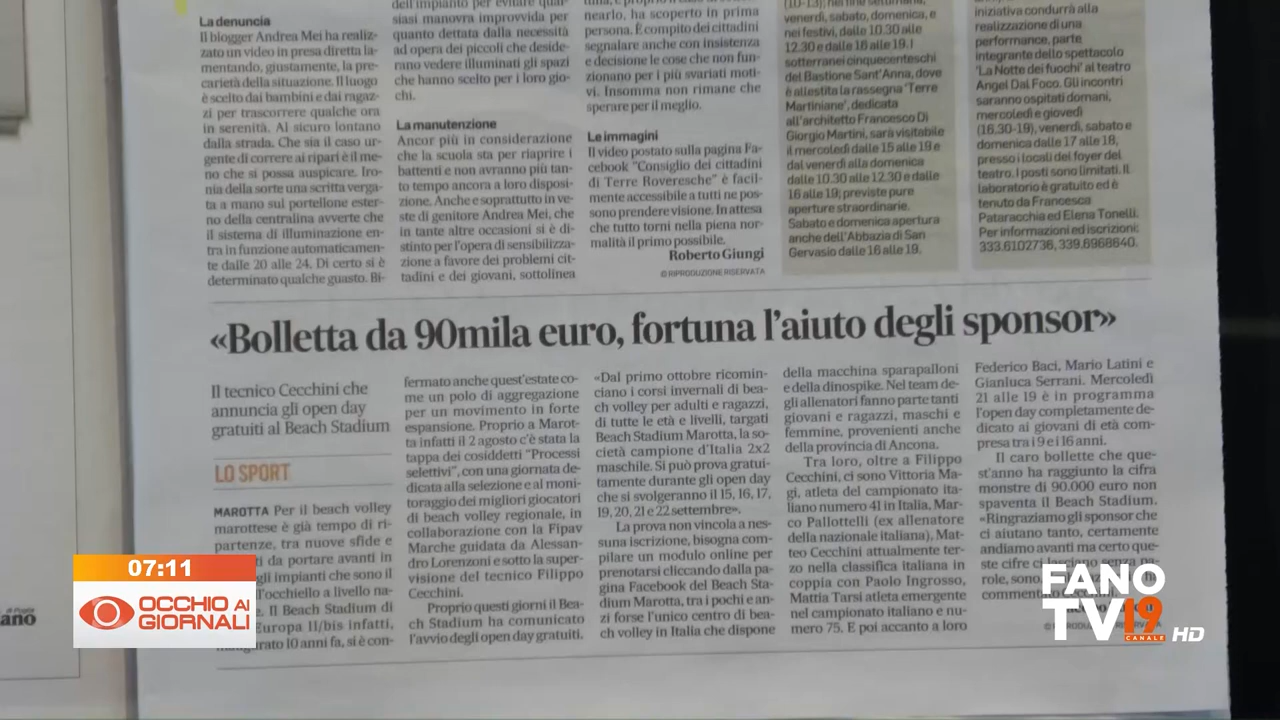 La denuncia
Il blogger Andrea Mei ha realiz-
zato un video in presa diretta la-
mentando, giustamente, la pre-
carietà della situazione. Il luogo
è scelto dai bambini e dai ragaz-
zi per trascorrere qualche ora
in serenità. Al sicuro lontano
dalla strada. Che sia il caso ur-
gente di correre ai ripari è il me-
no che si possa auspicare. Iro-
nia della sorte una scritta verga-
ta a mano sul portellone ester-
no della centralina avverte che
il sistema di illuminazione en-
tra in funzione automaticamen-
te dalle 20 alle 24. Di certo si è
determinato qualche guasto. Bi-
dell'impianto per evitare qual-
siasi manovra improvvida per
quanto dettata dalla necessità
ad opera dei piccoli che deside-
rano vedere illuminati gli spazi
che hanno scelto per i loro gio-
chi.
La manutenzione
Ancor più in considerazione
che la scuola sta per riaprire i
battenti e non avranno più tan-
to tempo ancora a loro disposi-
zione. Anche e soprattutto in ve-
ste di genitore Andrea Mei, che
in tante altre occasioni si è di-
stinto per l'opera di sensibilizza-
zione a favore dei problemi cit-
tadini e dei giovani, sottolinea
nearlo, ha scoperto in prima
persona. È compito dei cittadini
segnalare anche con insistenza
e decisione le cose che non fun-
zionano per i più svariati moti-
vi. Insomma non rimane che
sperare per il meglio.
Le immagini
Il video postato sulla pagina Fa-
cebook "Consiglio dei cittadini
di Terre Roveresche" è facil-
mente accessibile a tutti ne pos-
sono prendere visione. In attesa
che tutto torni nella piena nor-
malità il primo possibile.
Roberto Giungi
© RIPRODUZIONE RISERVATA
(10-13); nei fine settimana,
venerdì, sabato, domenica, e
nei festivi, dalle 10.30 alle
12.30 e dalle 16 alle 19. I
sotterranei cinquecenteschi
del Bastione Sant'Anna, dove
è allestita la rassegna 'Terre
Martiniane', dedicata
all'architetto Francesco Di
Giorgio Martini, sarà visitabile
il mercoledì dalle 15 alle 19 e
dal venerdì alla domenica
dalle 10.30 alle 12.30 e dalle
16 alle 19; previste pure
aperture straordinarie.
Sabato e domenica apertura
anche dell'Abbazia di San
Gervasio dalle 16 alle 19.
iniziativa condurrà alla
realizzazione di una
performance, parte
integrante dello spettacolo
'La Notte dei fuochi' al teatro
Angel Dal Foco. Gli incontri
saranno ospitati domani,
mercoledì e giovedì
(16.30-19), venerdì, sabato e
domenica dalle 17 alle 18,
presso i locali del foyer del
teatro. I posti sono limitati. Il
laboratorio è gratuito ed è
tenuto da Francesca
Pataracchia ed Elena Tonelli.
Per informazioni ed iscrizioni:
333.6102736, 339.6968640.
«Bolletta da 90mila euro, fortuna l'aiuto degli sponsor»
Il tecnico Cecchini che
annuncia gli open day
gratuiti al Beach Stadium
LO SPORT
MAROTTA Per il beach volley
marottese è già tempo di ri-
partenze, tra nuove sfide e
da portare avanti in
gli impianti che sono il
l'occhiello a livello na-
Il Beach Stadium di
Europa 11/bis infatti,
10 anni fa, si è con-
fermato anche quest'estate co-
me un polo di aggregazione
per un movimento in forte
espansione. Proprio a Marot-
ta infatti il 2 agosto c'è stata la
tappa dei cosiddetti "Processi
selettivi", con una giornata de-
dicata alla selezione e al moni-
toraggio dei migliori giocatori
di beach volley regionale, in
collaborazione con la Fipav
Marche guidata da Alessan-
dro Lorenzoni e sotto la super-
visione del tecnico Filippo
Cecchini.
Proprio questi giorni il Bea-
ch Stadium ha comunicato
l'avvio degli open day gratuiti.
«Dal primo ottobre ricomin-
ciano i corsi invernali di bea-
ch volley per adulti e ragazzi,
di tutte le età e livelli, targati
Beach Stadium Marotta, la so-
cietà campione d'Italia 2x2
maschile. Si può prova gratui-
tamente durante gli open day
che si svolgeranno il 15, 16, 17,
19, 20, 21 e 22 settembre».
La prova non vincola a nes-
suna iscrizione, bisogna com-
pilare un modulo online per
prenotarsi cliccando dalla pa-
gina Facebook del Beach Sta-
dium Marotta, tra i pochi e an-
zi forse l'unico centro di bea-
ch volley in Italia che dispone
della macchina sparapalloni
e della dinospike. Nel team de-
gli allenatori fanno parte tanti
giovani e ragazzi, maschi e
femmine, provenienti anche
della provincia di Ancona.
Tra loro, oltre a Filippo
Cecchini, ci sono Vittoria Ma-
gi, atleta del campionato ita-
liano numero 41 in Italia, Mar-
co Pallottelli (ex allenatore
della nazionale italiana), Mat-
teo Cecchini attualmente ter-
zo nella classifica italiana in
coppia con Paolo Ingrosso,
Mattia Tarsi atleta emergente
nel campionato italiano e nu-
mero 75. E poi accanto a loro
Federico Baci, Mario Latini e
Gianluca Serrani. Mercoledì
21 alle 19 è in programma
l'open day completamente de-
dicato ai giovani di età com-
presa tra i 9 ei 16 anni.
Il caro bollette che que-
st'anno ha raggiunto la cifra
monstre di 90.000 euro non
spaventa il Beach Stadium.
«Ringraziamo gli sponsor che
ci aiutano tanto, certamente
andiamo avanti ma certo que-
ste cifre ci
role, sono
comment
07:11
OCCHIO AI
GIORNALI
FANO
TV19
CANALE
HD